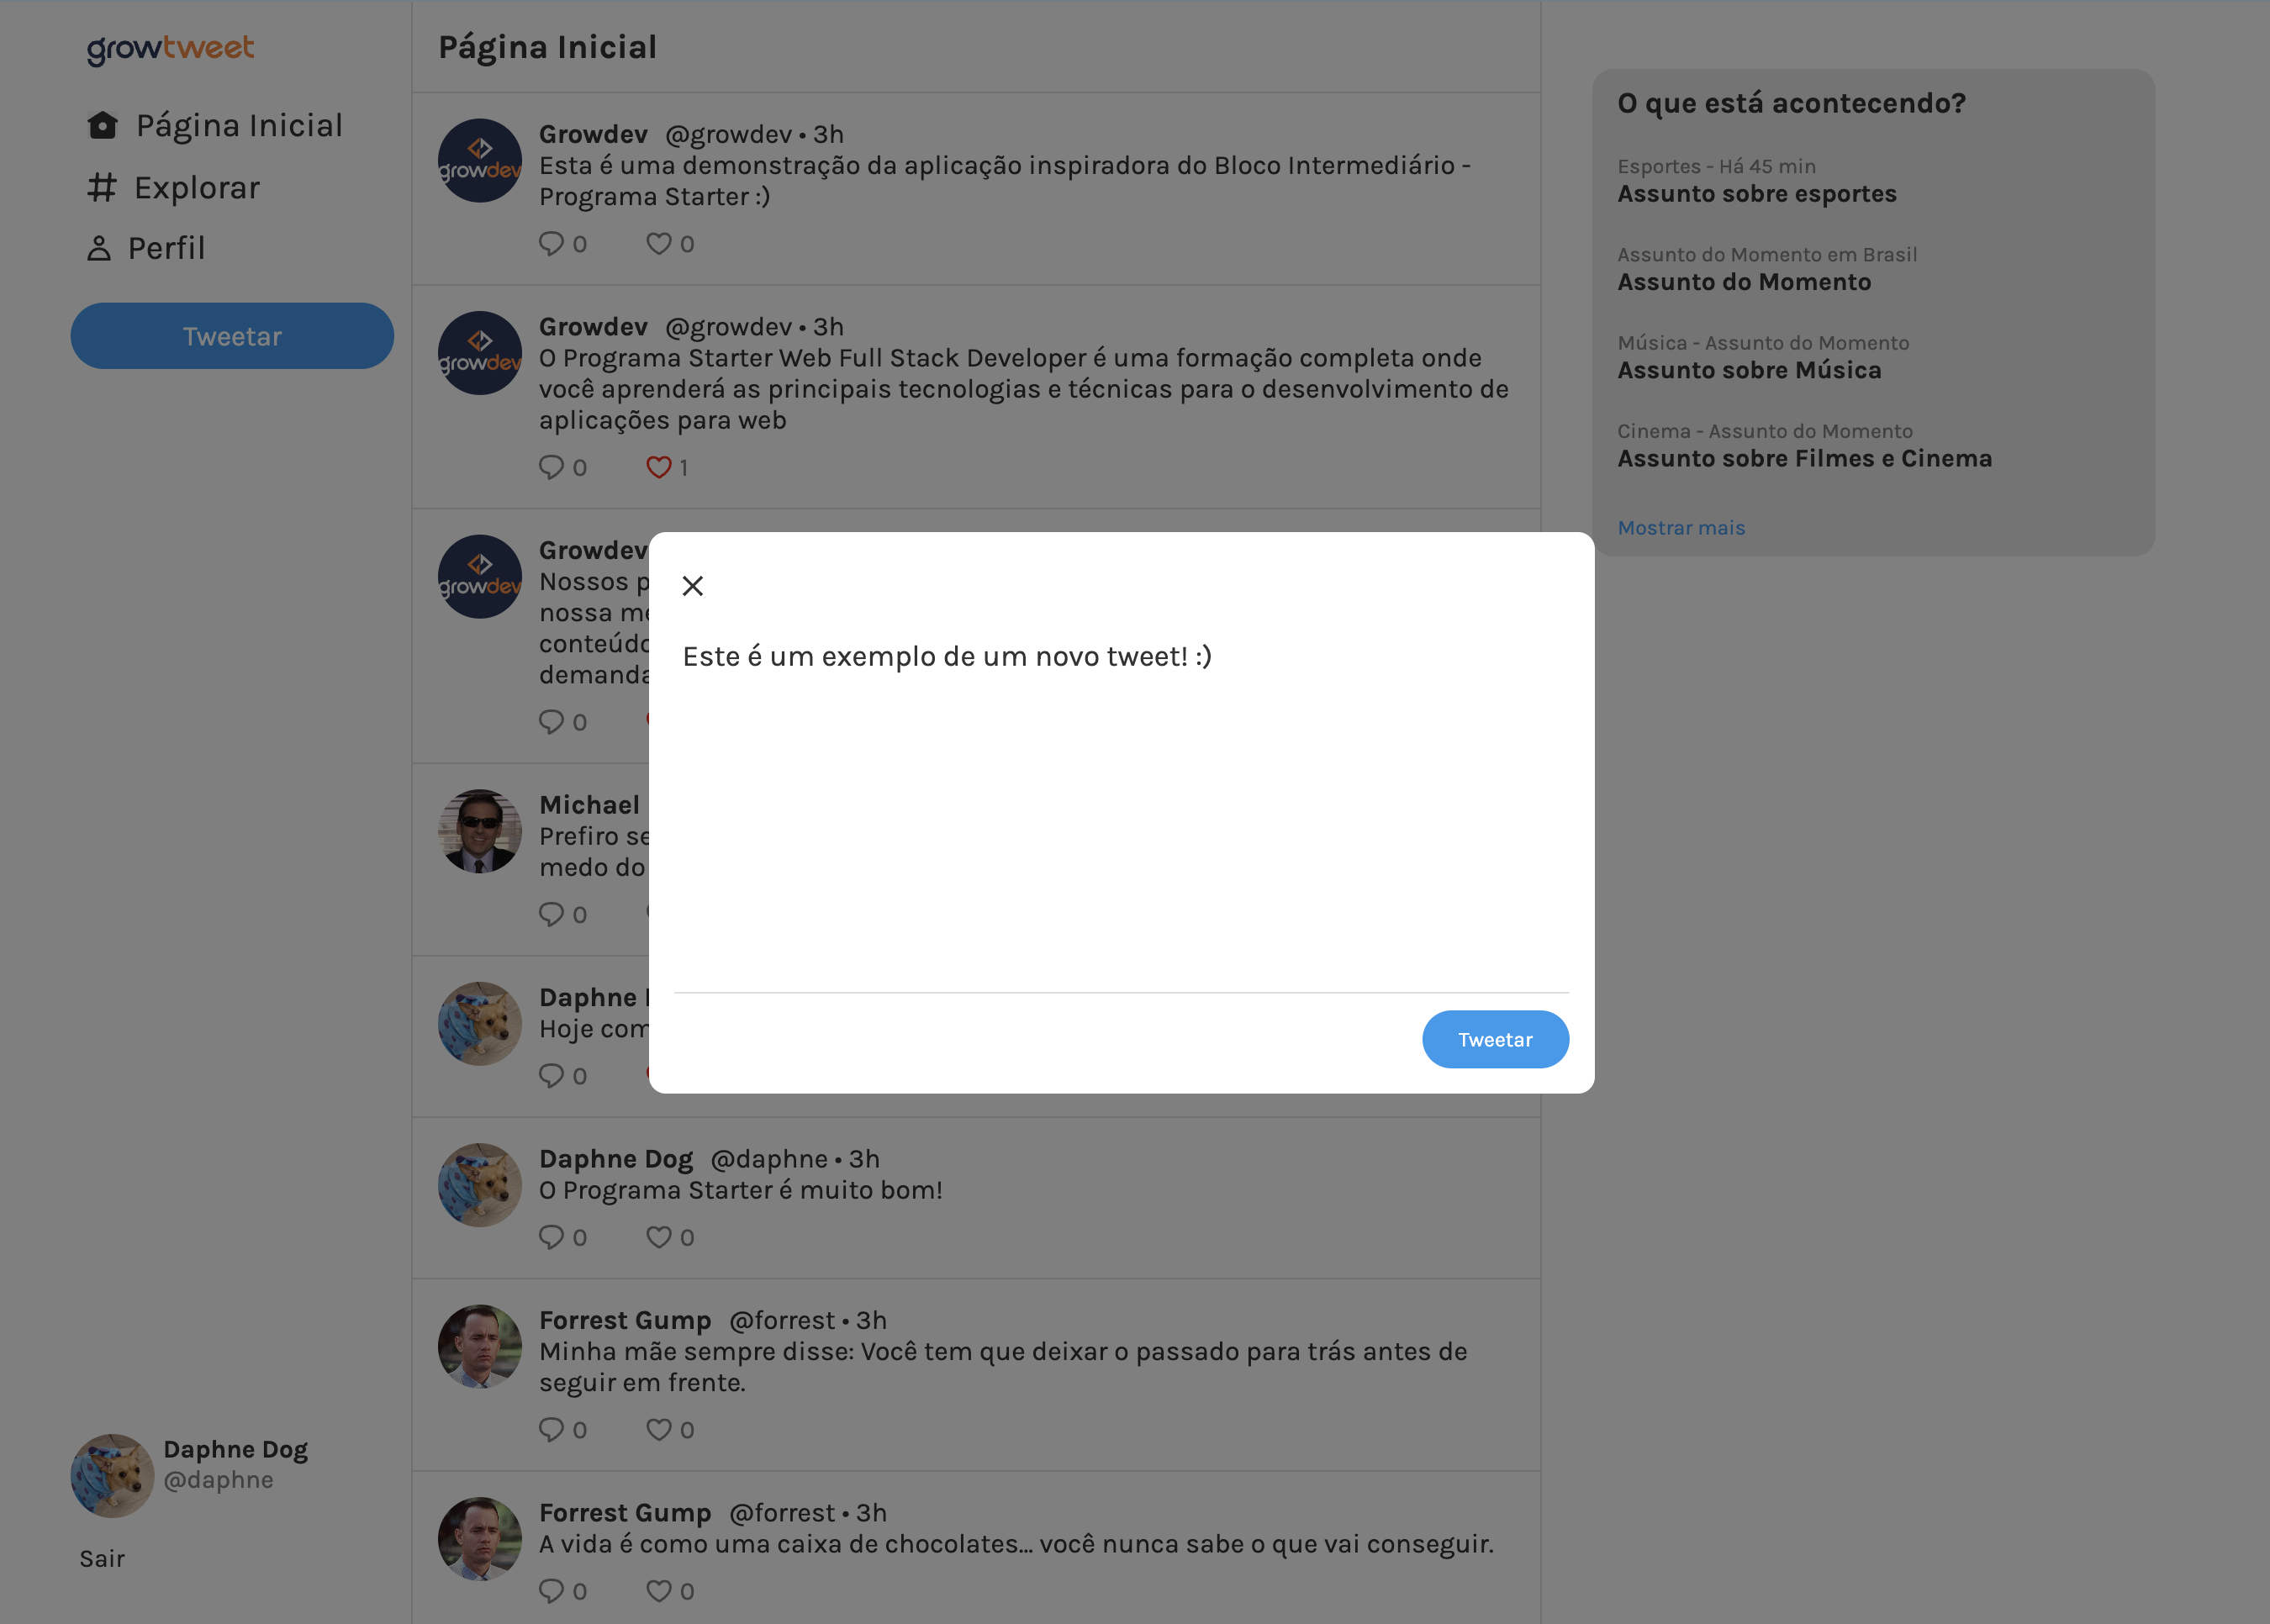 growtweet
Página Inicial
Explorar
Perfil
Tweetar
Daphne Dog
@daphne
Sair
Página Inicial
growdev
Growdev @growdev • 3h
Esta é uma demonstração da aplicação inspiradora do Bloco Intermediário -
Programa Starter :)
0 0
growdev
Growdev @growdev • 3h
O Programa Starter Web Full Stack Developer é uma formação completa onde
você aprenderá as principais tecnologias e técnicas para o desenvolvimento de
aplicações para web
0 1
growdev
Growdev
Nossos
nossa
0
Michael
Prefiro
medo do
0
Daphne
Hoje
0
Este é um exemplo de um novo tweet! :)
Tweetar
Daphne Dog @daphne • 3h
O Programa Starter é muito bom!
0 0
Forrest Gump @forrest • 3h
Minha mãe sempre disse: Você tem que deixar o passado para trás antes de
seguir em frente.
0 0
Forrest Gump @forrest • 3h
A vida é como uma caixa de chocolates... você nunca sabe o que vai conseguir.
0 0
O que está acontecendo?
Esportes - Há 45 min
Assunto sobre esportes
Assunto do Momento em Brasil
Assunto do Momento
Música - Assunto do Momento
Assunto sobre Música
Cinema - Assunto do Momento
Assunto sobre Filmes e Cinema
Mostrar mais